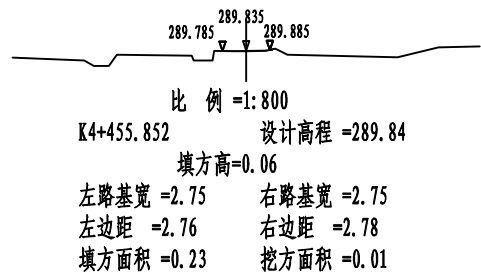 289.835
289.785 289.885
比 例 =1:800
K4+455.852 设计高程 =289.84
填方高=0.06
左路基宽 =2.75 右路基宽 =2.75
左边距 =2.76 右边距 =2.78
填方面积 =0.23 挖方面积 =0.01